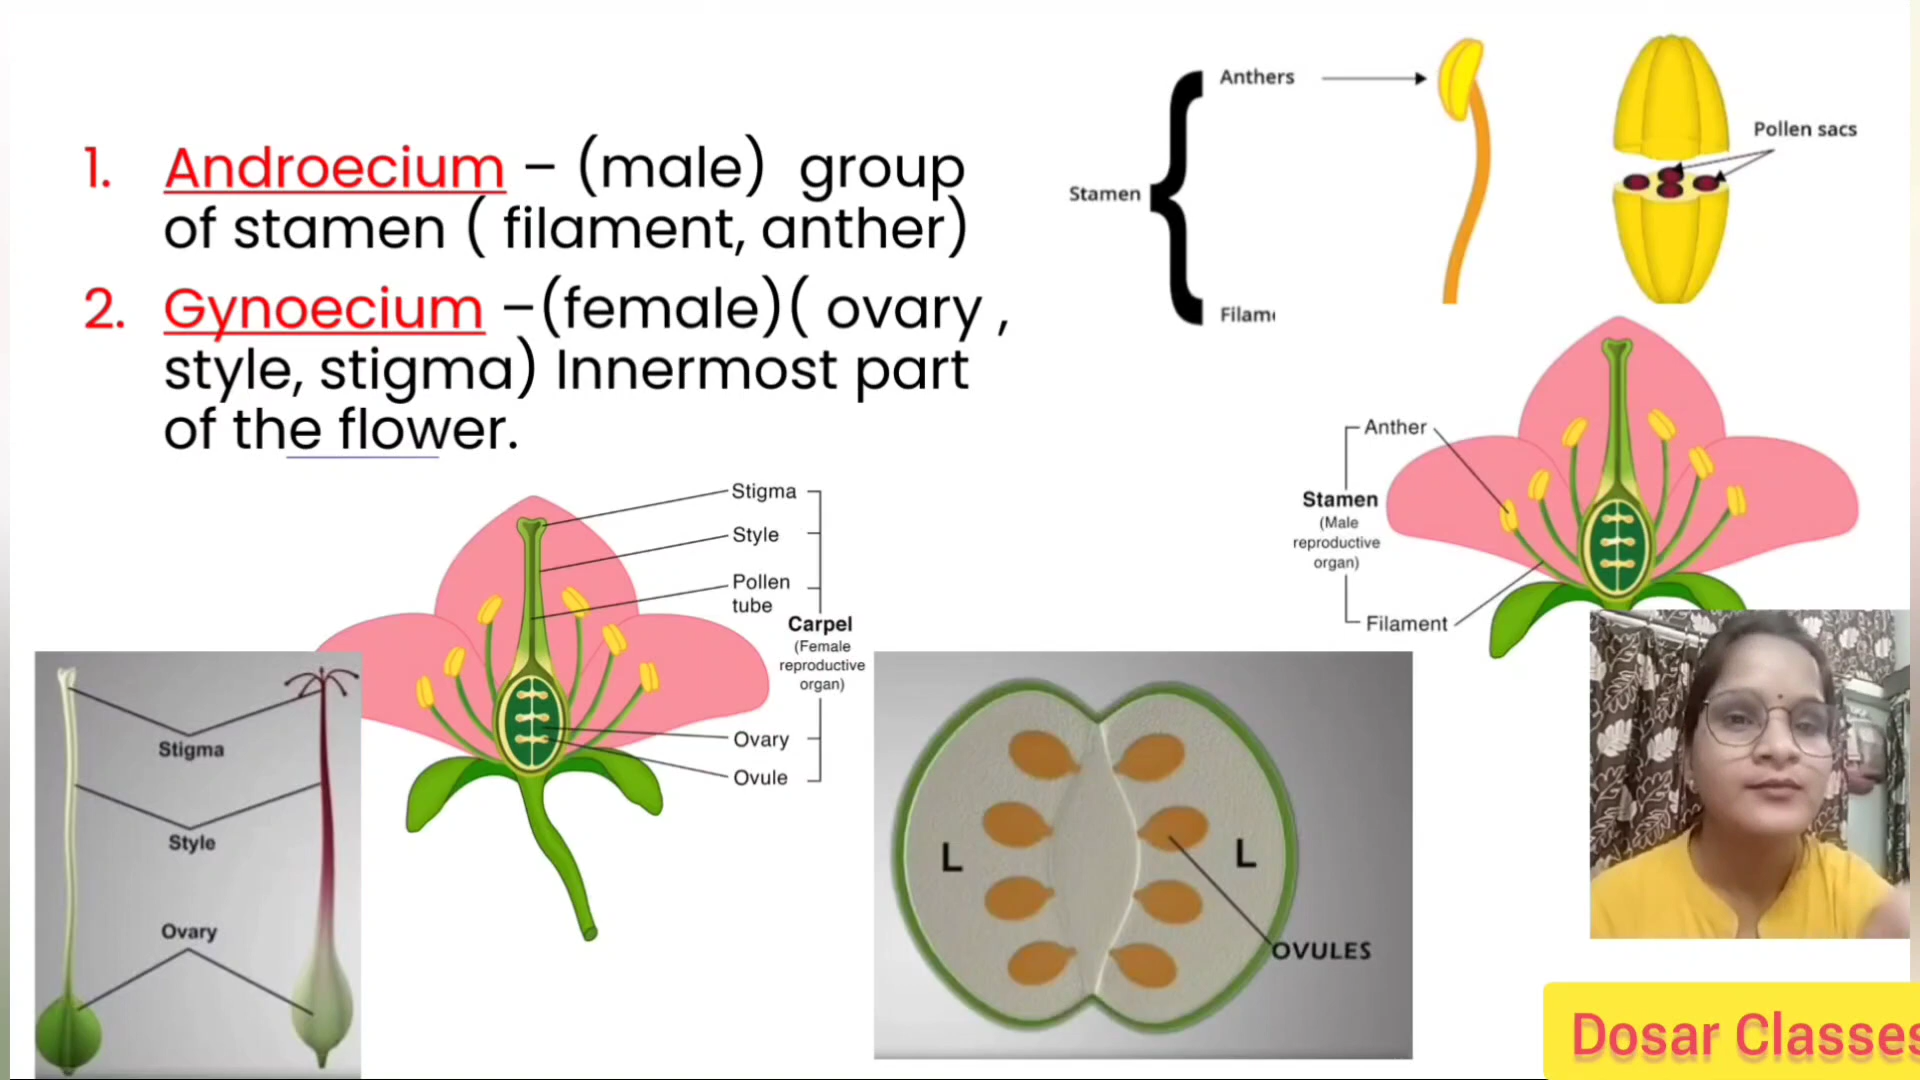 1. Androecium – (male) group
of stamen ( filament, anther)
2. Gynoecium –(female)( ovary ,
style, stigma) Innermost part
of the flower.
Anthers
Stamen
Filam
Pollen sacs
Anther
Stamen
(Male
reproductive
organ)
Filament
Stigma
Style
Pollen
tube
Carpel
(Female
reproductive
organ)
Ovary
Ovule
Stigma
Style
Ovary
L
L
OVULES
Dosar Classes